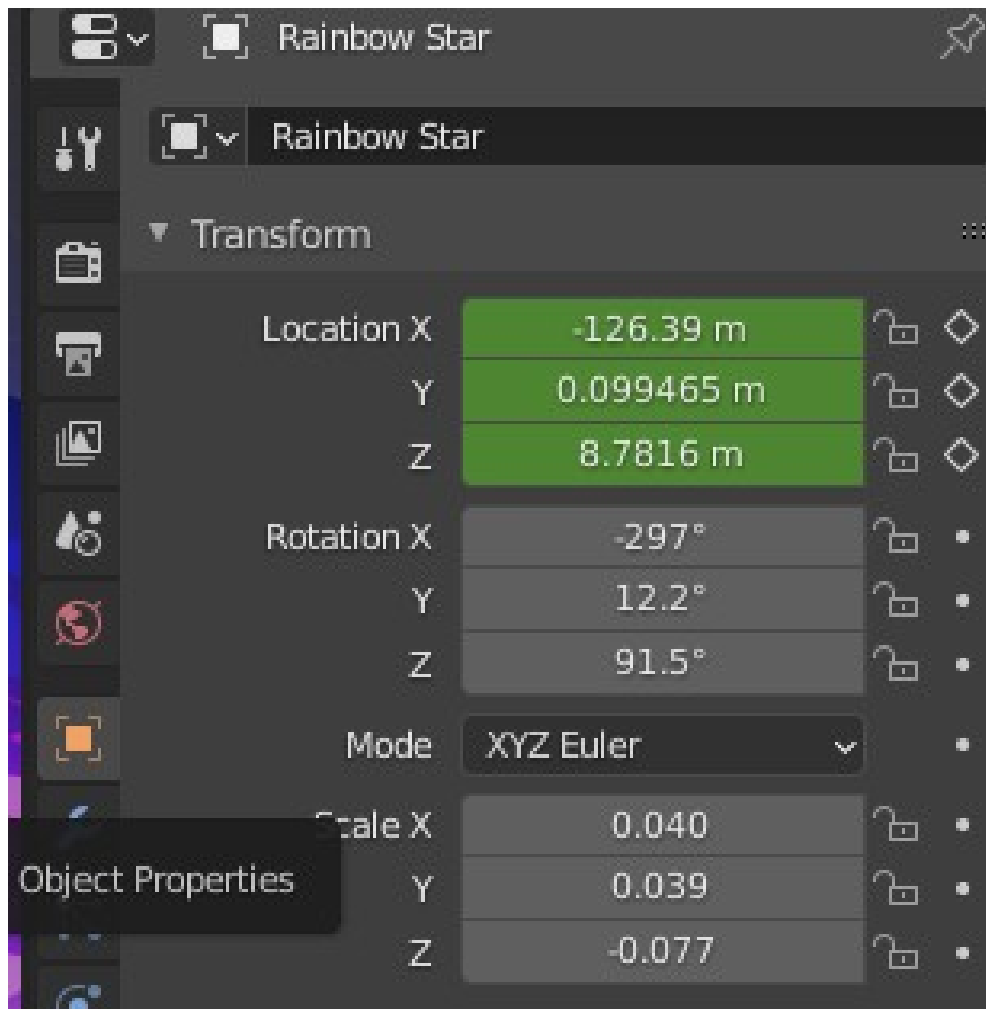 Rainbow Star
Rainbow Star
Transform
Location X -126.39 m
Y 0.099465 m
Z 8.7816 m
Rotation X -297°
Y 12.2°
Z 91.5°
Mode XYZ Euler
Scale X 0.040
Object Properties
Y 0.039
Z -0.077